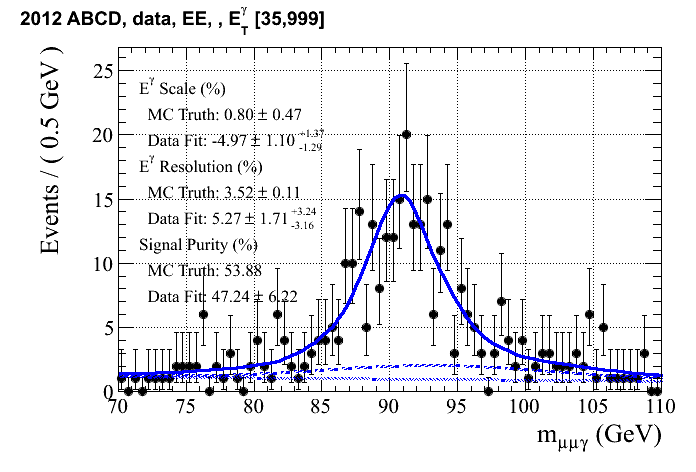 2012 ABCD, data, EE, , E_T^γ [35,999]
Events / ( 0.5 GeV )
25
20
15
10
5
0
E^γ Scale (%)
MC Truth: 0.80 ± 0.47
Data Fit: -4.97 ± 1.10 +1.37 -1.29
E^γ Resolution (%)
MC Truth: 3.52 ± 0.11
Data Fit: 5.27 ± 1.71 +3.24 -3.16
Signal Purity (%)
MC Truth: 53.88
Data Fit: 47.24 ± 6.22
70 75 80 85 90 95 100 105 110
m_μμγ (GeV)